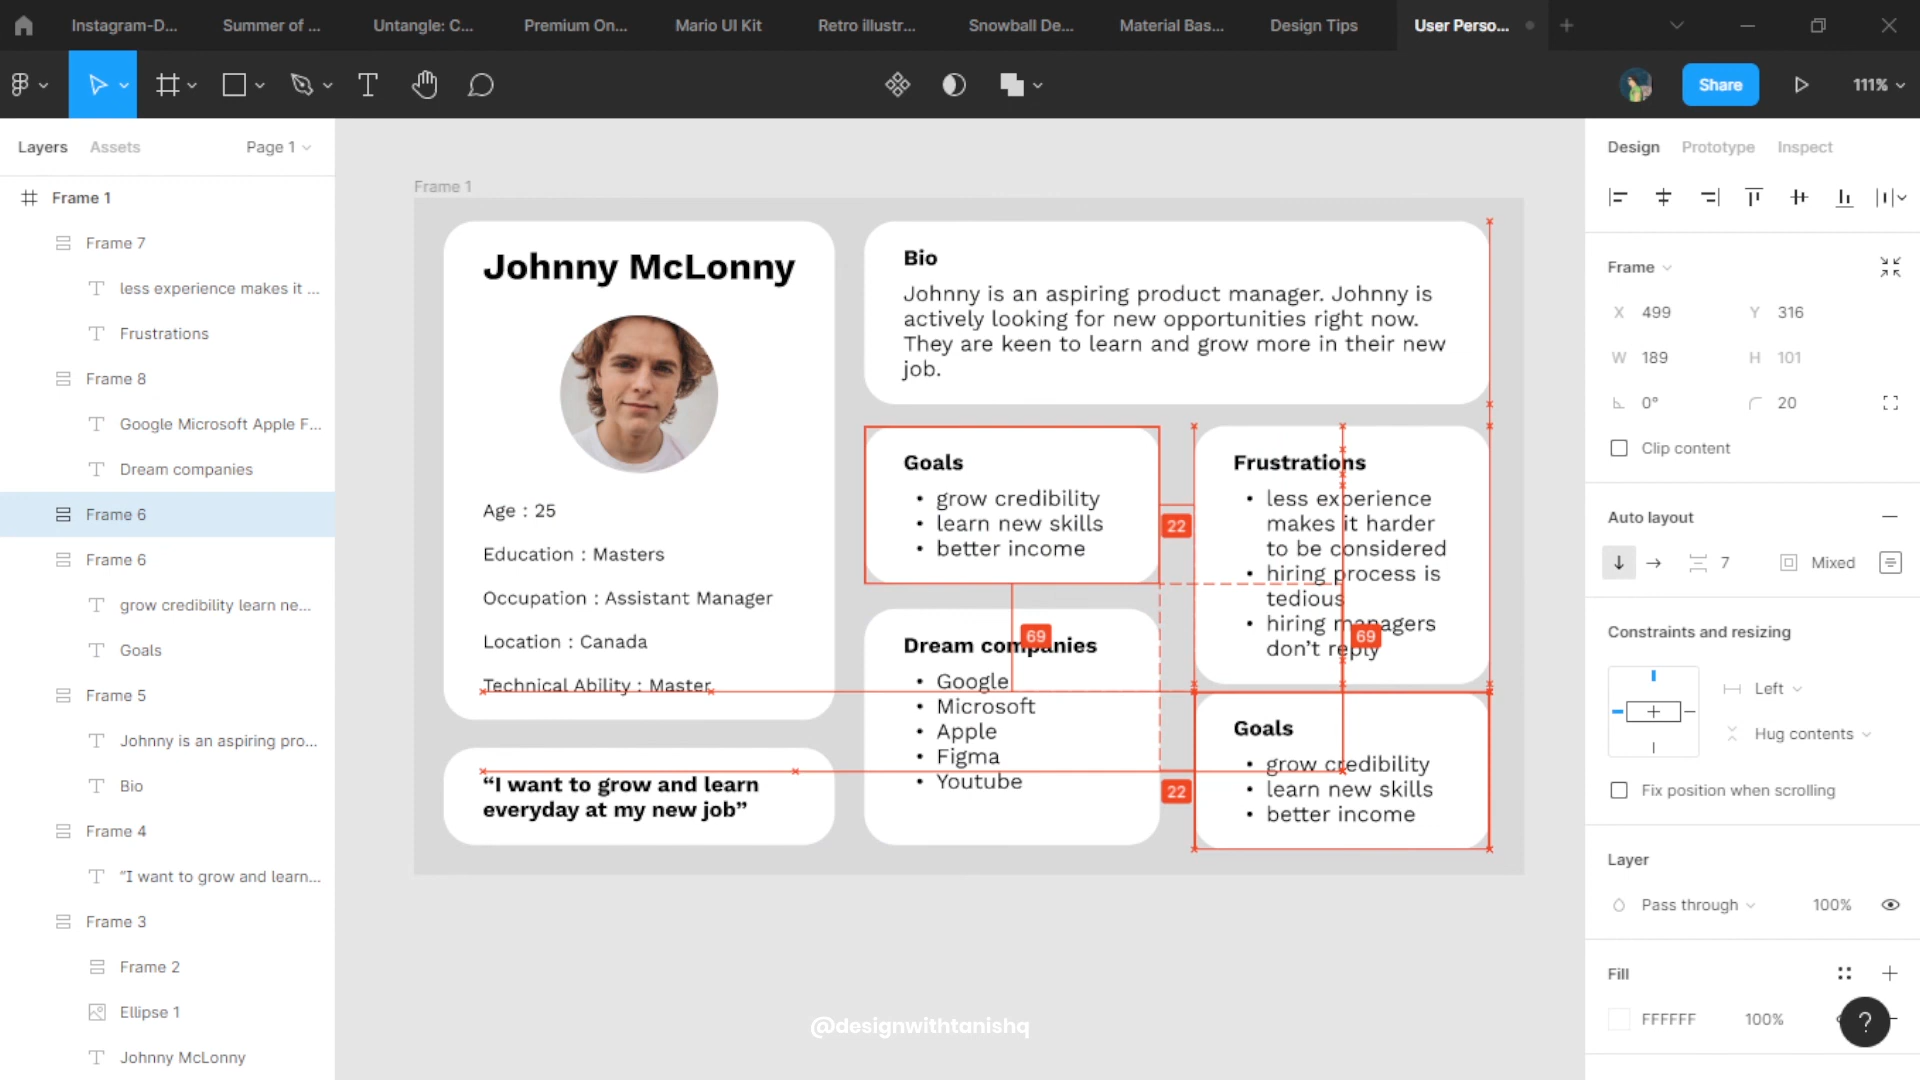 Instagram-D...
Summer of ...
Untangle: C...
Premium On...
Mario UI Kit
Retro illustr...
Snowball De...
Material Bas...
Design Tips
User Perso...
Share
111%
Layers
Assets
Page 1
Frame 1
Frame 7
less experience makes it ...
Frustrations
Frame 8
Google Microsoft Apple F...
Dream companies
Frame 6
Frame 6
grow credibility learn ne...
Goals
Frame 5
Johnny is an aspiring pro...
Bio
Frame 4
“I want to grow and learn...
Frame 3
Frame 2
Ellipse 1
Johnny McLonny
Frame 1
Johnny McLonny
Age : 25
Education : Masters
Occupation : Assistant Manager
Location : Canada
Technical Ability : Master
“I want to grow and learn
everyday at my new job”
Bio
Johnny is an aspiring product manager. Johnny is
actively looking for new opportunities right now.
They are keen to learn and grow more in their new
job.
Goals
• grow credibility
• learn new skills
• better income
22
Frustrations
• less experience
makes it harder
to be considered
• hiring process is
tedious
• hiring managers
don’t reply
69
69
Dream companies
• Google
• Microsoft
• Apple
• Figma
• Youtube
22
Goals
• grow credibility
• learn new skills
• better income
@designwithtanishq
Design
Prototype
Inspect
Frame
X 499
Y 316
W 189
H 101
0°
20
Clip content
Auto layout
7
Mixed
Constraints and resizing
Left
Hug contents
Fix position when scrolling
Layer
Pass through
100%
Fill
FFFFFF
100%
?